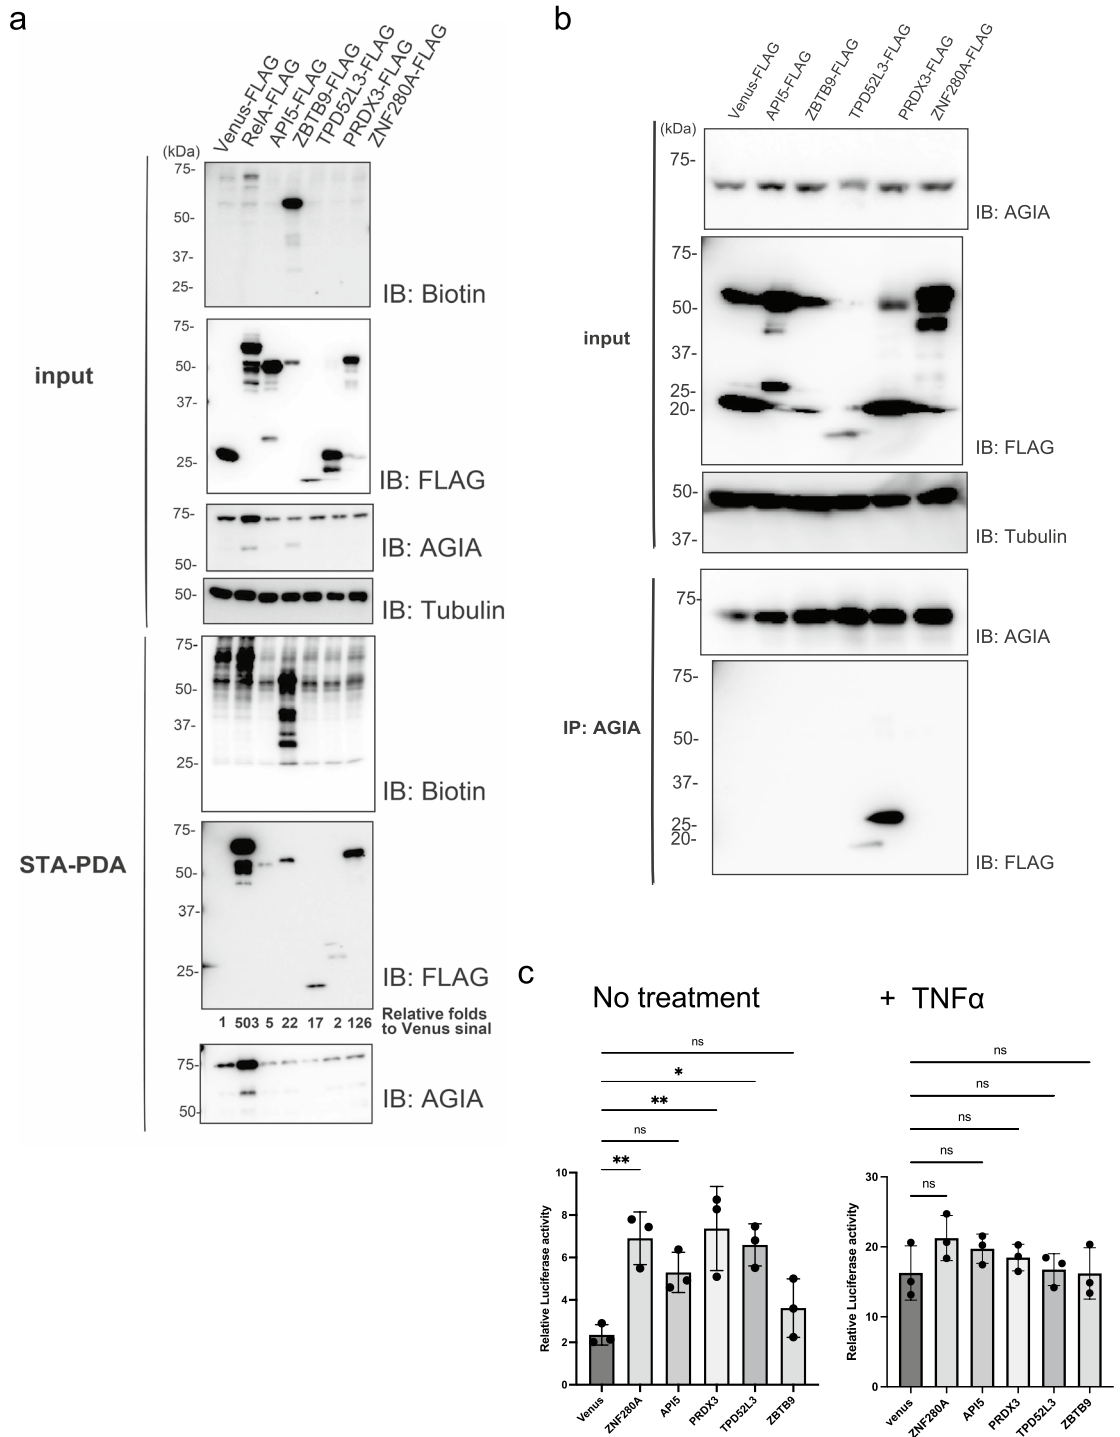 a
Venus-FLAG
RelA-FLAG
API5-FLAG
ZBTB9-FLAG
TPD52L3-FLAG
PRDX3-FLAG
ZNF280A-FLAG
(kDa)
75-
50-
37-
25-
IB: Biotin
75-
50-
37-
25-
IB: FLAG
input
75-
50-
IB: AGIA
50-
IB: Tubulin
75-
50-
37-
25-
IB: Biotin
75-
50-
37-
25-
IB: FLAG
STA-PDA
1 503 5 22 17 2 126
Relative folds
to Venus sinal
75-
50-
IB: AGIA
b
Venus-FLAG
API5-FLAG
ZBTB9-FLAG
TPD52L3-FLAG
PRDX3-FLAG
ZNF280A-FLAG
(kDa)
75-
IB: AGIA
75-
50-
37-
25-
20-
IB: FLAG
input
50-
37-
IB: Tubulin
75-
IB: AGIA
IP: AGIA
75-
50-
37-
25-
20-
IB: FLAG
c
No treatment
ns
*
**
ns
**
Relative Luciferase activity
10
8
6
4
2
0
Venus
ZNF280A
API5
PRDX3
TPD52L3
ZBTB9
+ TNFα
ns
ns
ns
ns
ns
Relative Luciferase activity
30
20
10
0
venus
ZNF280A
API5
PRDX3
TPD52L3
ZBTB9